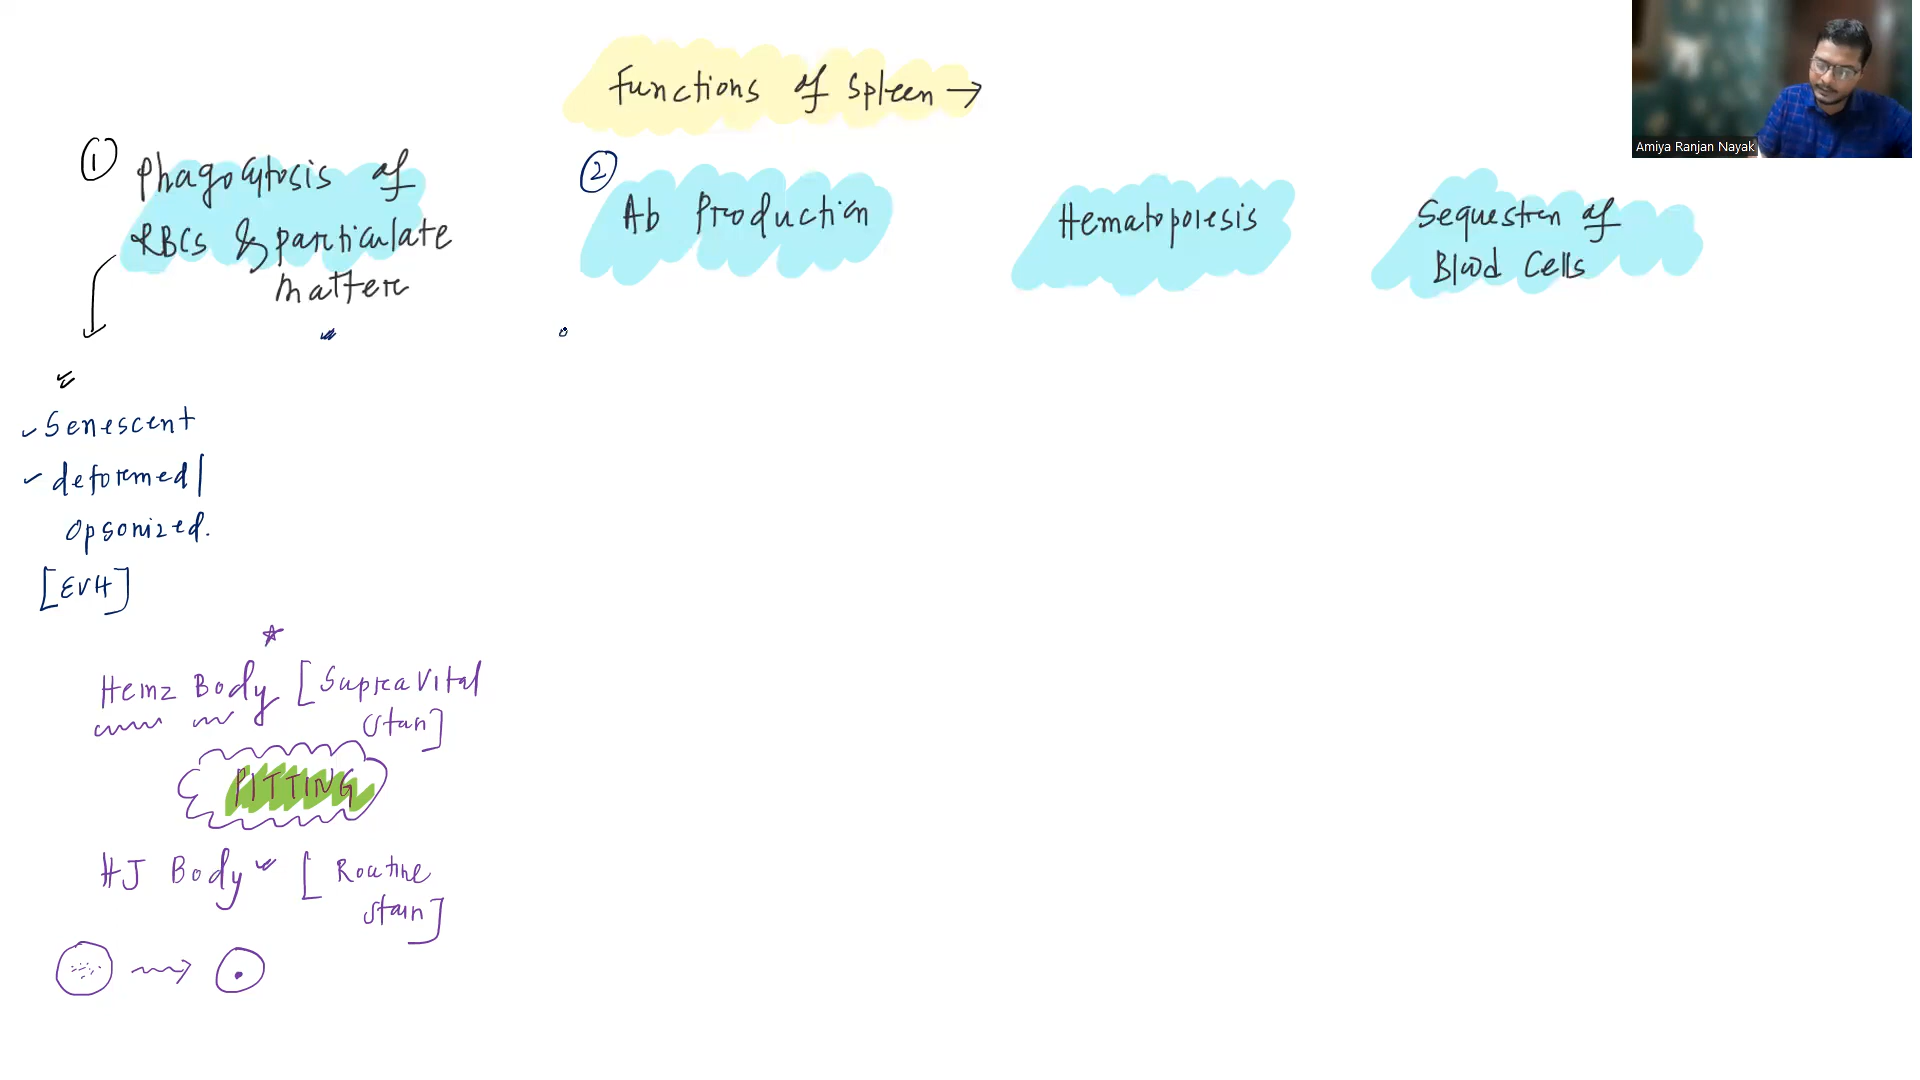 Functions of Spleen →
① Phagocytosis of
RBCs & particulate
matter
Senescent
deformed/
opsonized.
[EVH]
Heinz Body [Supravital
Stain]
PITTING
HJ Body [Routine
Stain]
② Ab Production
Hematopoiesis
Sequestrn of
Blood Cells
Amiya Ranjan Nayak